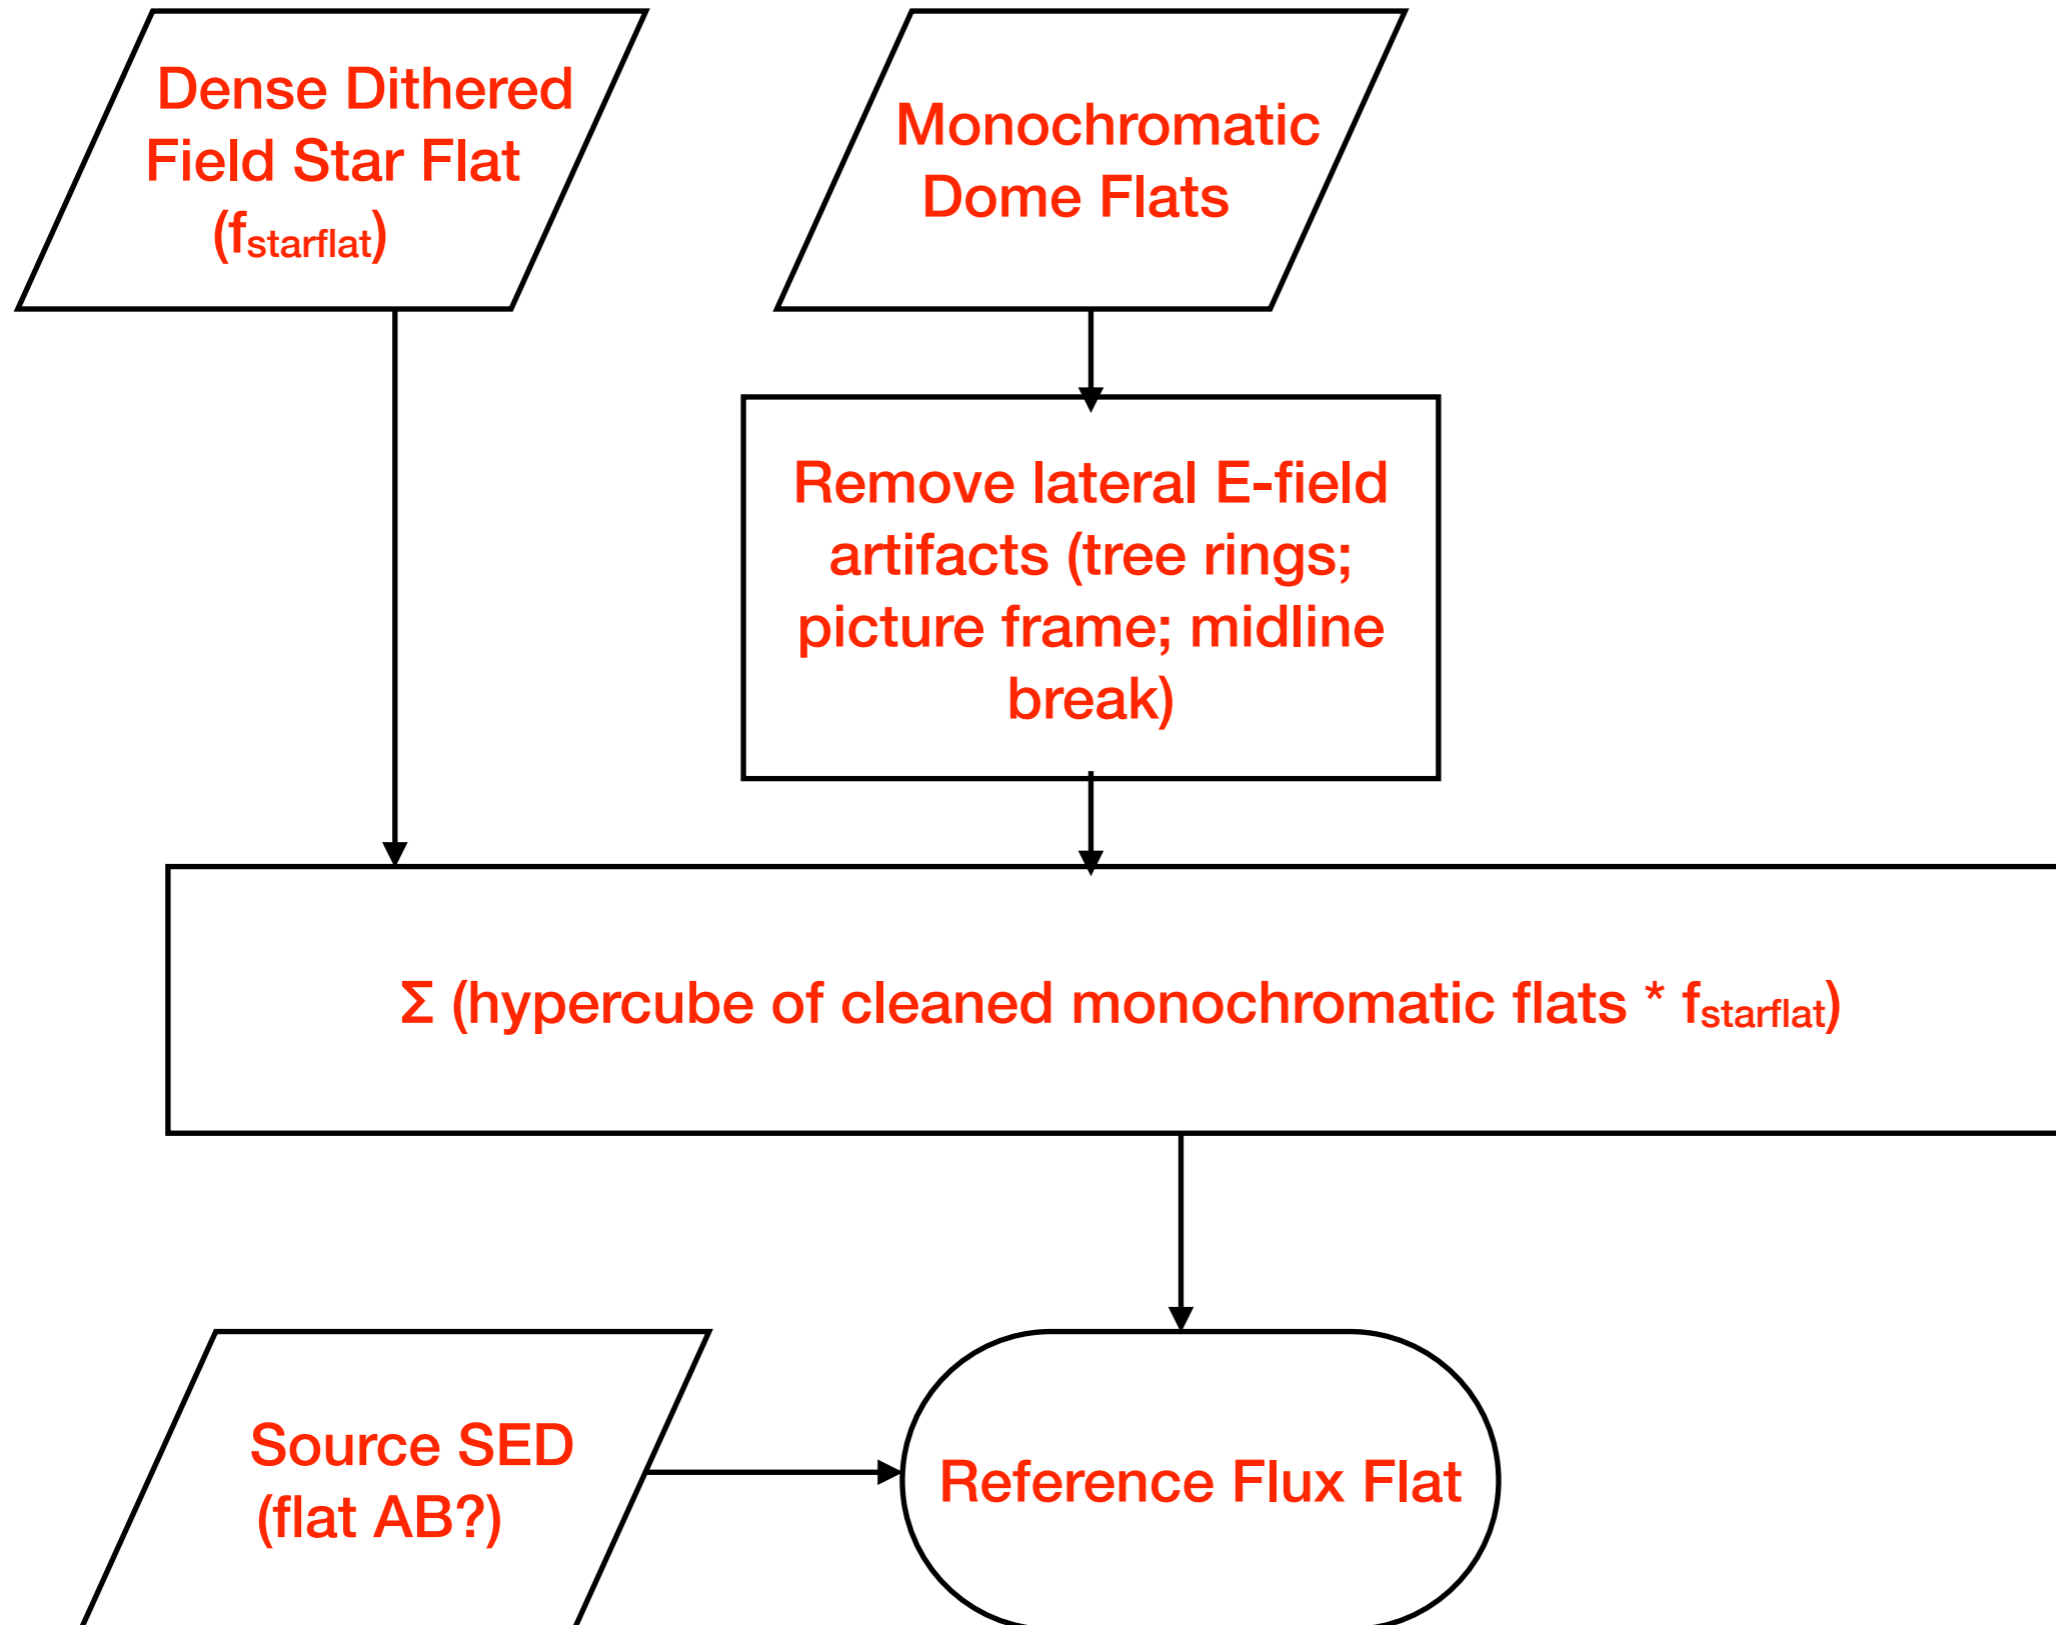 Dense Dithered
Field Star Flat
(fstarflat)
Monochromatic
Dome Flats
Remove lateral E-field
artifacts (tree rings;
picture frame; midline
break)
Σ (hypercube of cleaned monochromatic flats * fstarflat)
Source SED
(flat AB?)
Reference Flux Flat